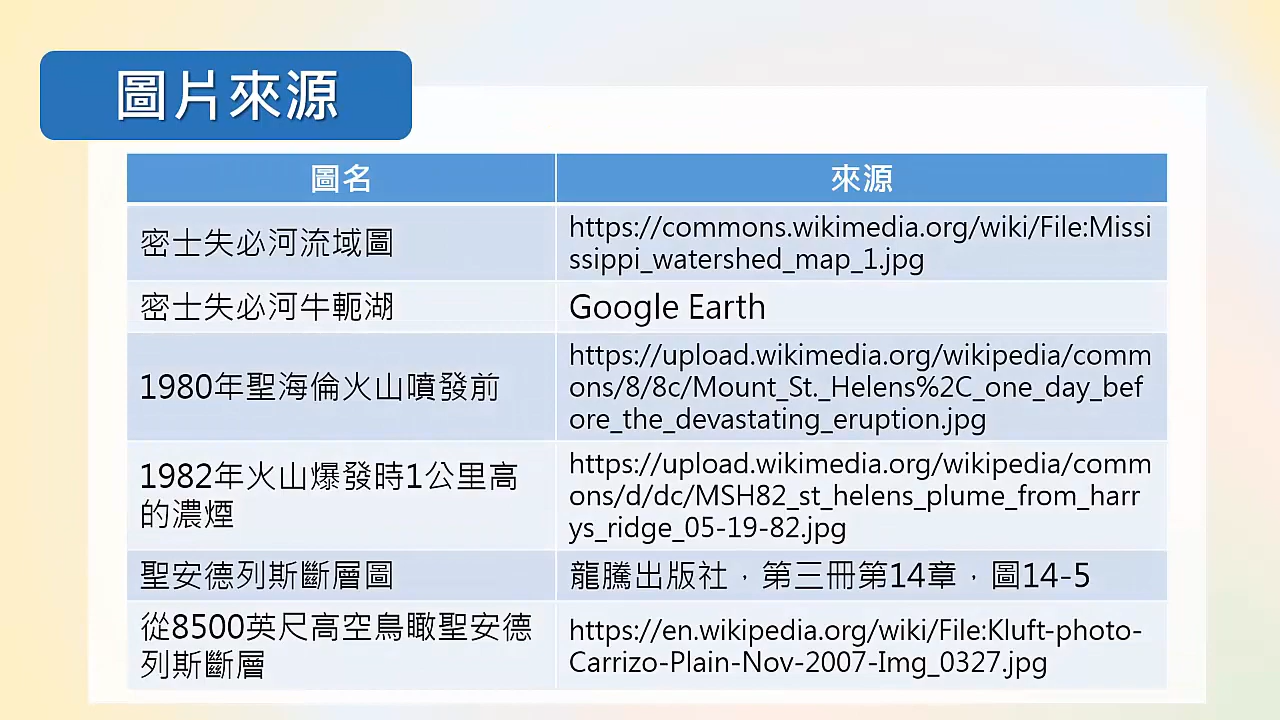 圖片來源
圖名 來源
密士失必河流域圖
https://commons.wikimedia.org/wiki/File:Missi
ssippi_watershed_map_1.jpg
密士失必河牛軛湖
Google Earth
1980年聖海倫火山噴發前
https://upload.wikimedia.org/wikipedia/comm
ons/8/8c/Mount_St._Helens%2C_one_day_bef
ore_the_devastating_eruption.jpg
1982年火山爆發時1公里高
的濃煙
https://upload.wikimedia.org/wikipedia/comm
ons/d/dc/MSH82_st_helens_plume_from_harr
ys_ridge_05-19-82.jpg
聖安德列斯斷層圖
龍騰出版社，第三冊第14章，圖14-5
從8500英尺高空鳥瞰聖安德
列斯斷層
https://en.wikipedia.org/wiki/File:Kluft-photo-
Carrizo-Plain-Nov-2007-Img_0327.jpg